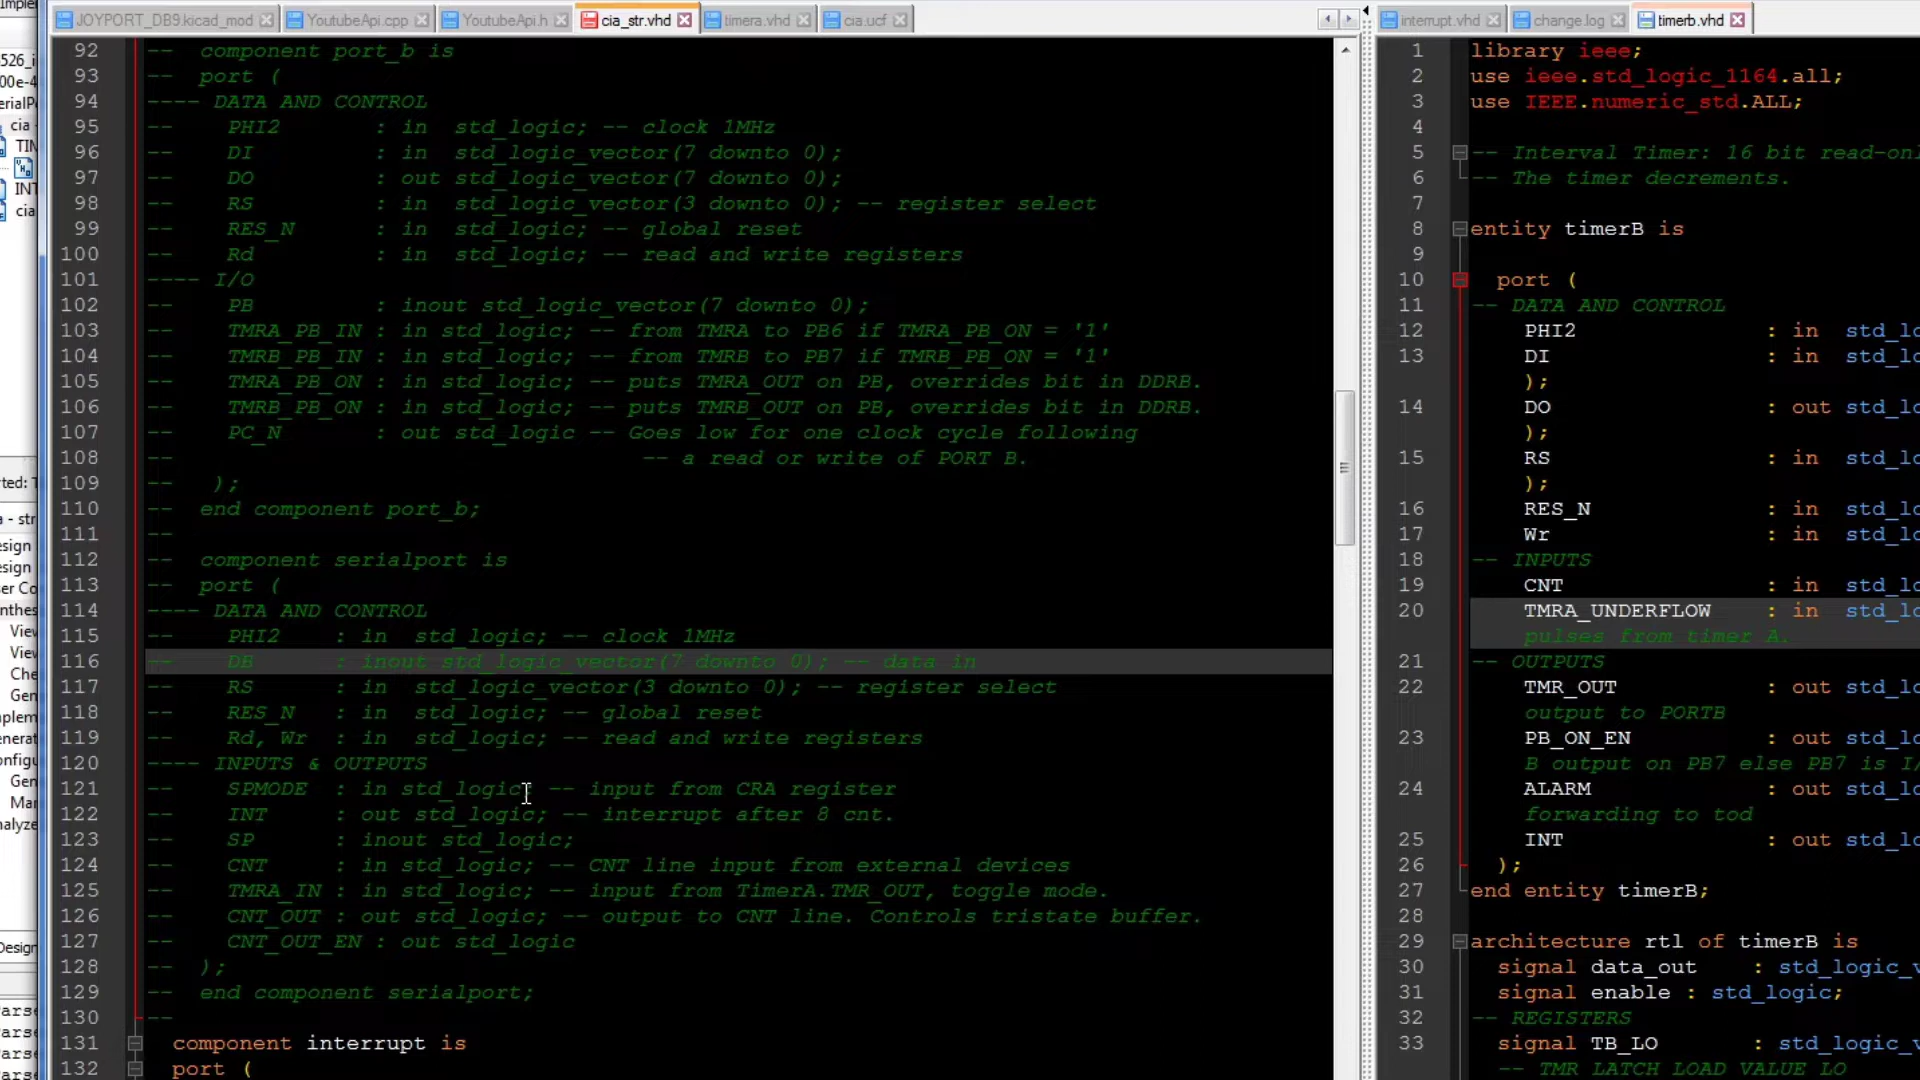 JOYPORT_DB9.kicad_mod YoutubeApi.cpp YoutubeApi.h cia_str.vhd timera.vhd cia.ucf
92 --  component port_b is
93 --  port (
94 ---- DATA AND CONTROL
95 --    PHI2       : in  std_logic; -- clock 1MHz
96 --    DI         : in  std_logic_vector(7 downto 0);
97 --    DO         : out std_logic_vector(7 downto 0);
98 --    RS         : in  std_logic_vector(3 downto 0); -- register select
99 --    RES_N      : in  std_logic; -- global reset
100 --    Rd         : in  std_logic; -- read and write registers
101 ---- I/O
102 --    PB         : inout std_logic_vector(7 downto 0);
103 --    TMRA_PB_IN : in std_logic; -- from TMRA to PB6 if TMRA_PB_ON = '1'
104 --    TMRB_PB_IN : in std_logic; -- from TMRB to PB7 if TMRB_PB_ON = '1'
105 --    TMRA_PB_ON : in std_logic; -- puts TMRA_OUT on PB, overrides bit in DDRB.
106 --    TMRB_PB_ON : in std_logic; -- puts TMRB_OUT on PB, overrides bit in DDRB.
107 --    PC_N       : out std_logic -- Goes low for one clock cycle following
108 --                                   -- a read or write of PORT B.
109 --   );
110 --  end component port_b;
111 --
112 --  component serialport is
113 --  port (
114 ---- DATA AND CONTROL
115 --    PHI2    : in  std_logic; -- clock 1MHz
116 --    DB      : inout std_logic_vector(7 downto 0); -- data in
117 --    RS      : in  std_logic_vector(3 downto 0); -- register select
118 --    RES_N   : in  std_logic; -- global reset
119 --    Rd, Wr  : in  std_logic; -- read and write registers
120 ---- INPUTS & OUTPUTS
121 --    SPMODE  : in std_logic; -- input from CRA register
122 --    INT     : out std_logic; -- interrupt after 8 cnt.
123 --    SP      : inout std_logic;
124 --    CNT     : in std_logic; -- CNT line input from external devices
125 --    TMRA_IN : in std_logic; -- input from TimerA.TMR_OUT, toggle mode.
126 --    CNT_OUT : out std_logic; -- output to CNT line. Controls tristate buffer.
127 --    CNT_OUT_EN : out std_logic
128 --  );
129 --  end component serialport;
130 --
131 component interrupt is
132 port (
interrupt.vhd change.log timerb.vhd
1 library ieee;
2 use ieee.std_logic_1164.all;
3 use IEEE.numeric_std.ALL;
4
5 -- Interval Timer: 16 bit
6 -- The timer decrements.
7
8 entity timerB is
9
10 port (
11 -- DATA AND CONTROL
12 PHI2 : in
13 DI : in
);
14 DO : out
);
15 RS : in
);
16 RES_N : in
17 Wr : in
18 -- INPUTS
19 CNT : in
20 TMRA_UNDERFLOW : in
pulses from timer A.
21 -- OUTPUTS
22 TMR_OUT : out
output to PORTB
23 PB_ON_EN : out
B output on PB7 else PB7 is
24 ALARM : out
forwarding to tod
25 INT : out
26 );
27 end entity timerB;
28
29 architecture rtl of timerB is
30 signal data_out :
31 signal enable : std_logic;
32 -- REGISTERS
33 signal TB_LO :
-- TMR LATCH LOAD VALUE LO